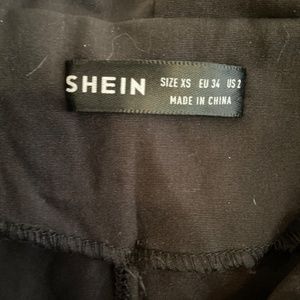 SHEIN SIZE XS EU 34 US 2
MADE IN CHINA